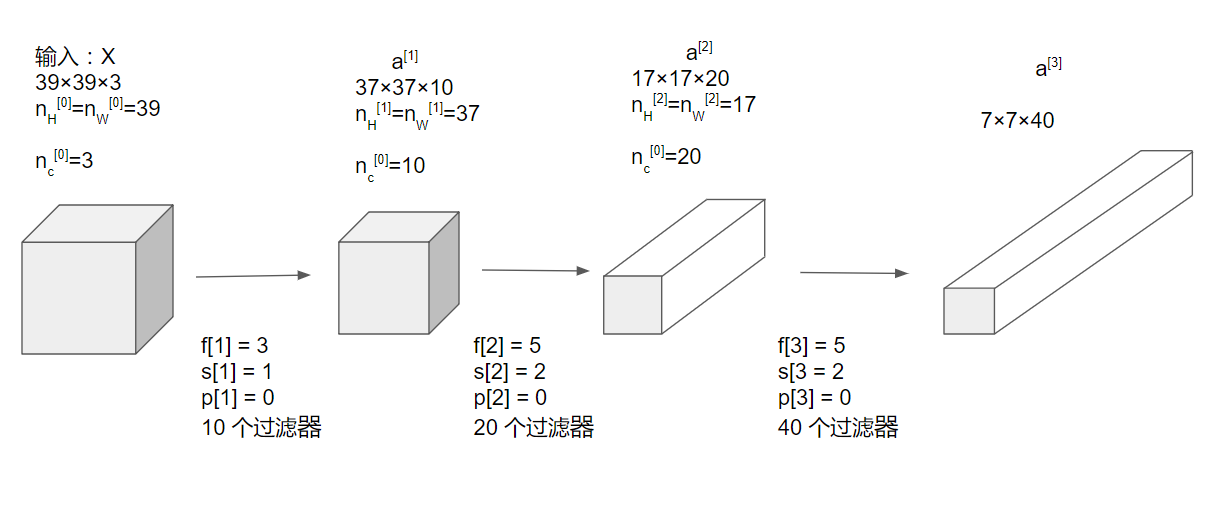 输入：X
39×39×3
n_H^[0]=n_W^[0]=39
n_c^[0]=3
a^[1]
37×37×10
n_H^[1]=n_W^[1]=37
n_c^[0]=10
a^[2]
17×17×20
n_H^[2]=n_W^[2]=17
n_c^[0]=20
a^[3]
7×7×40
f[1] = 3
s[1] = 1
p[1] = 0
10 个过滤器
f[2] = 5
s[2] = 2
p[2] = 0
20 个过滤器
f[3] = 5
s[3 = 2
p[3] = 0
40 个过滤器